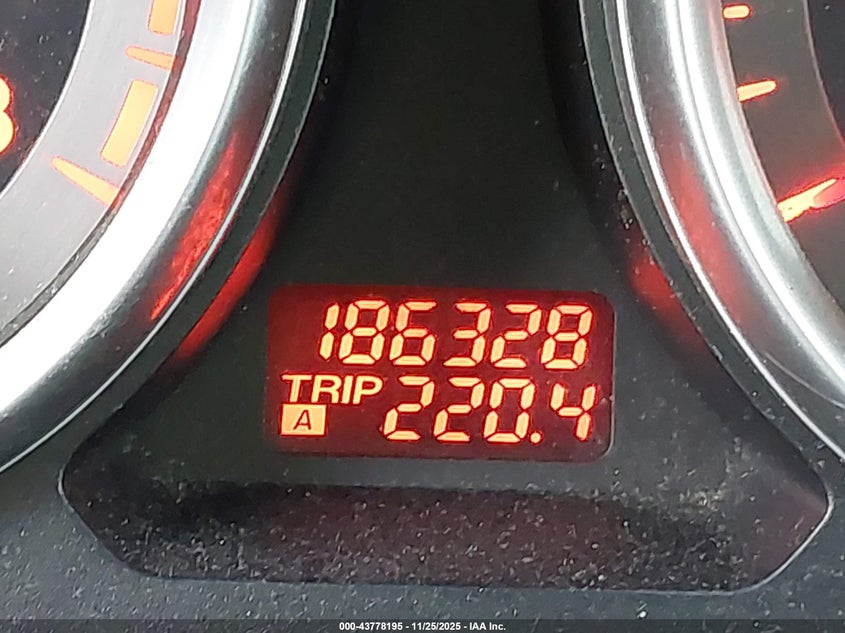 186328
TRIP
A 220.4
000-43778195 - 11/25/2025 - IAA Inc.